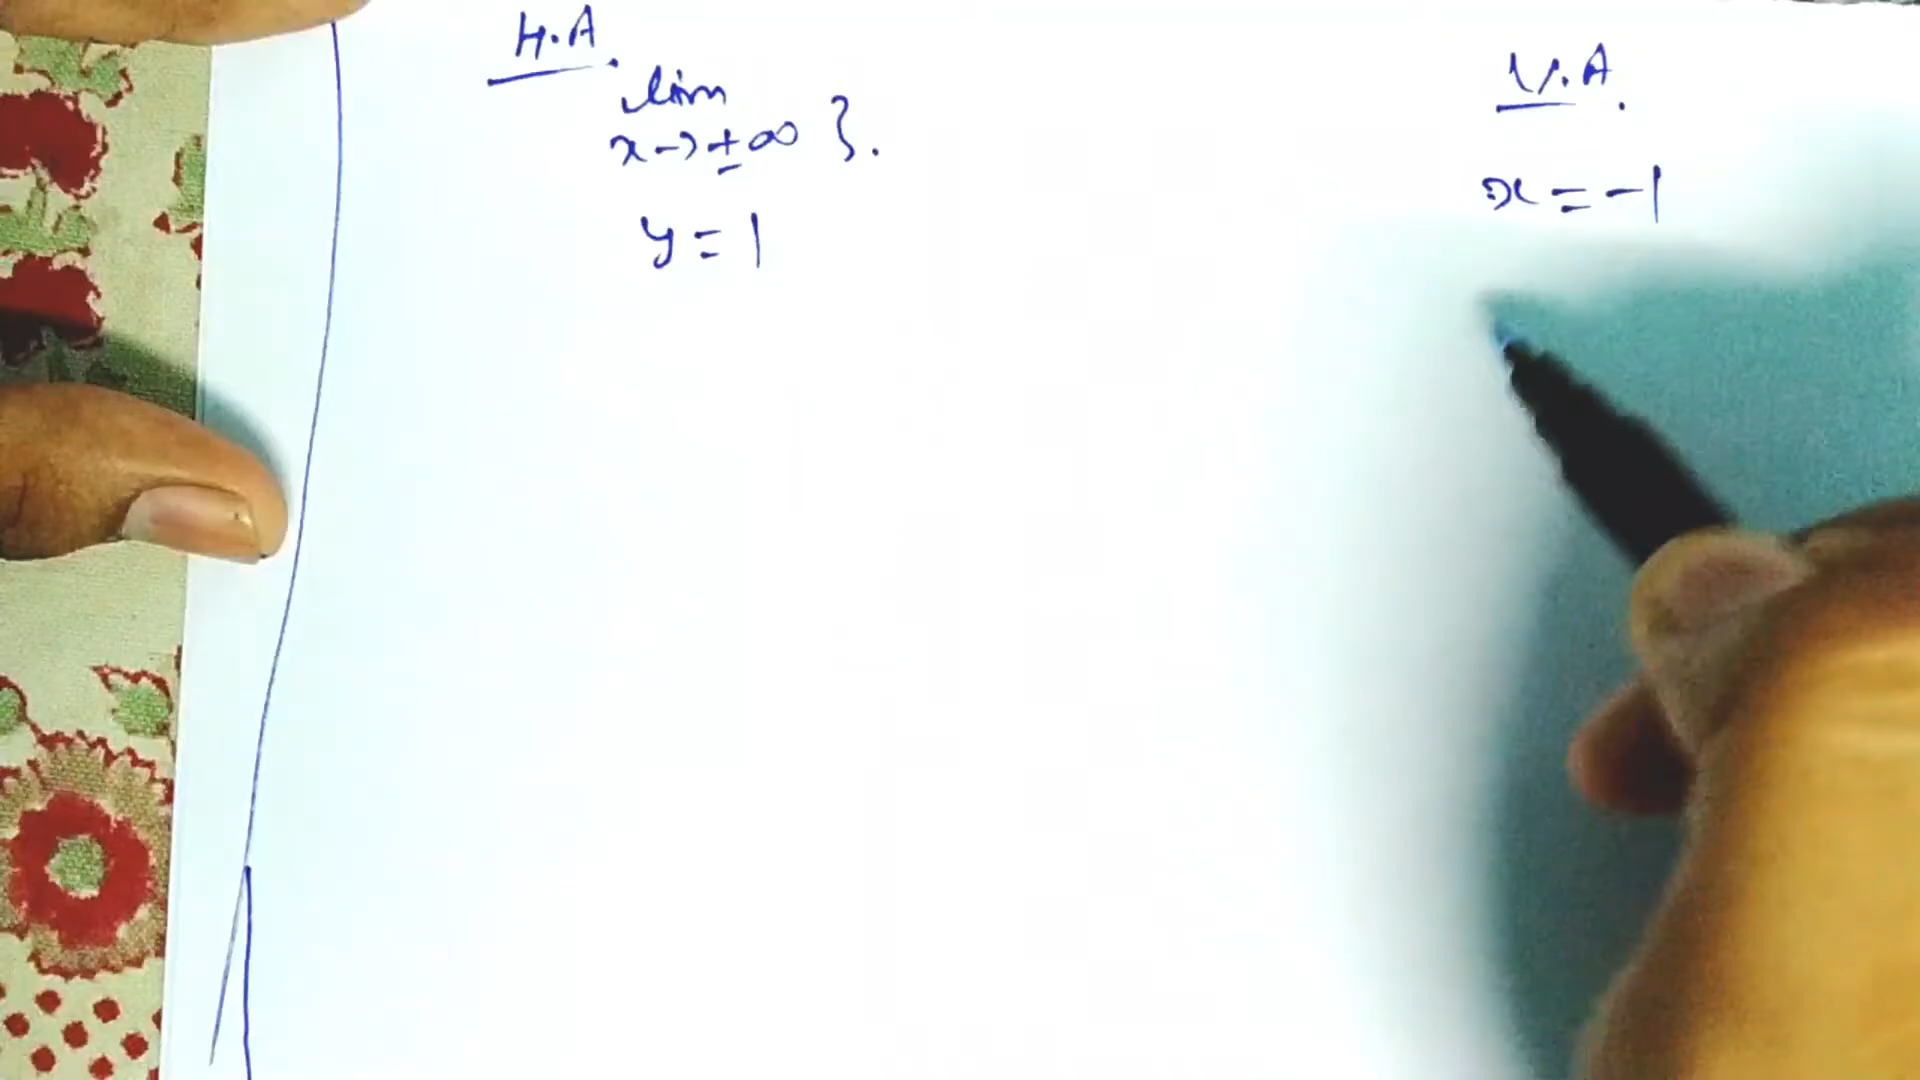 H.A.
lim
x→±∞ }.
y = 1
V.A.
x = -1